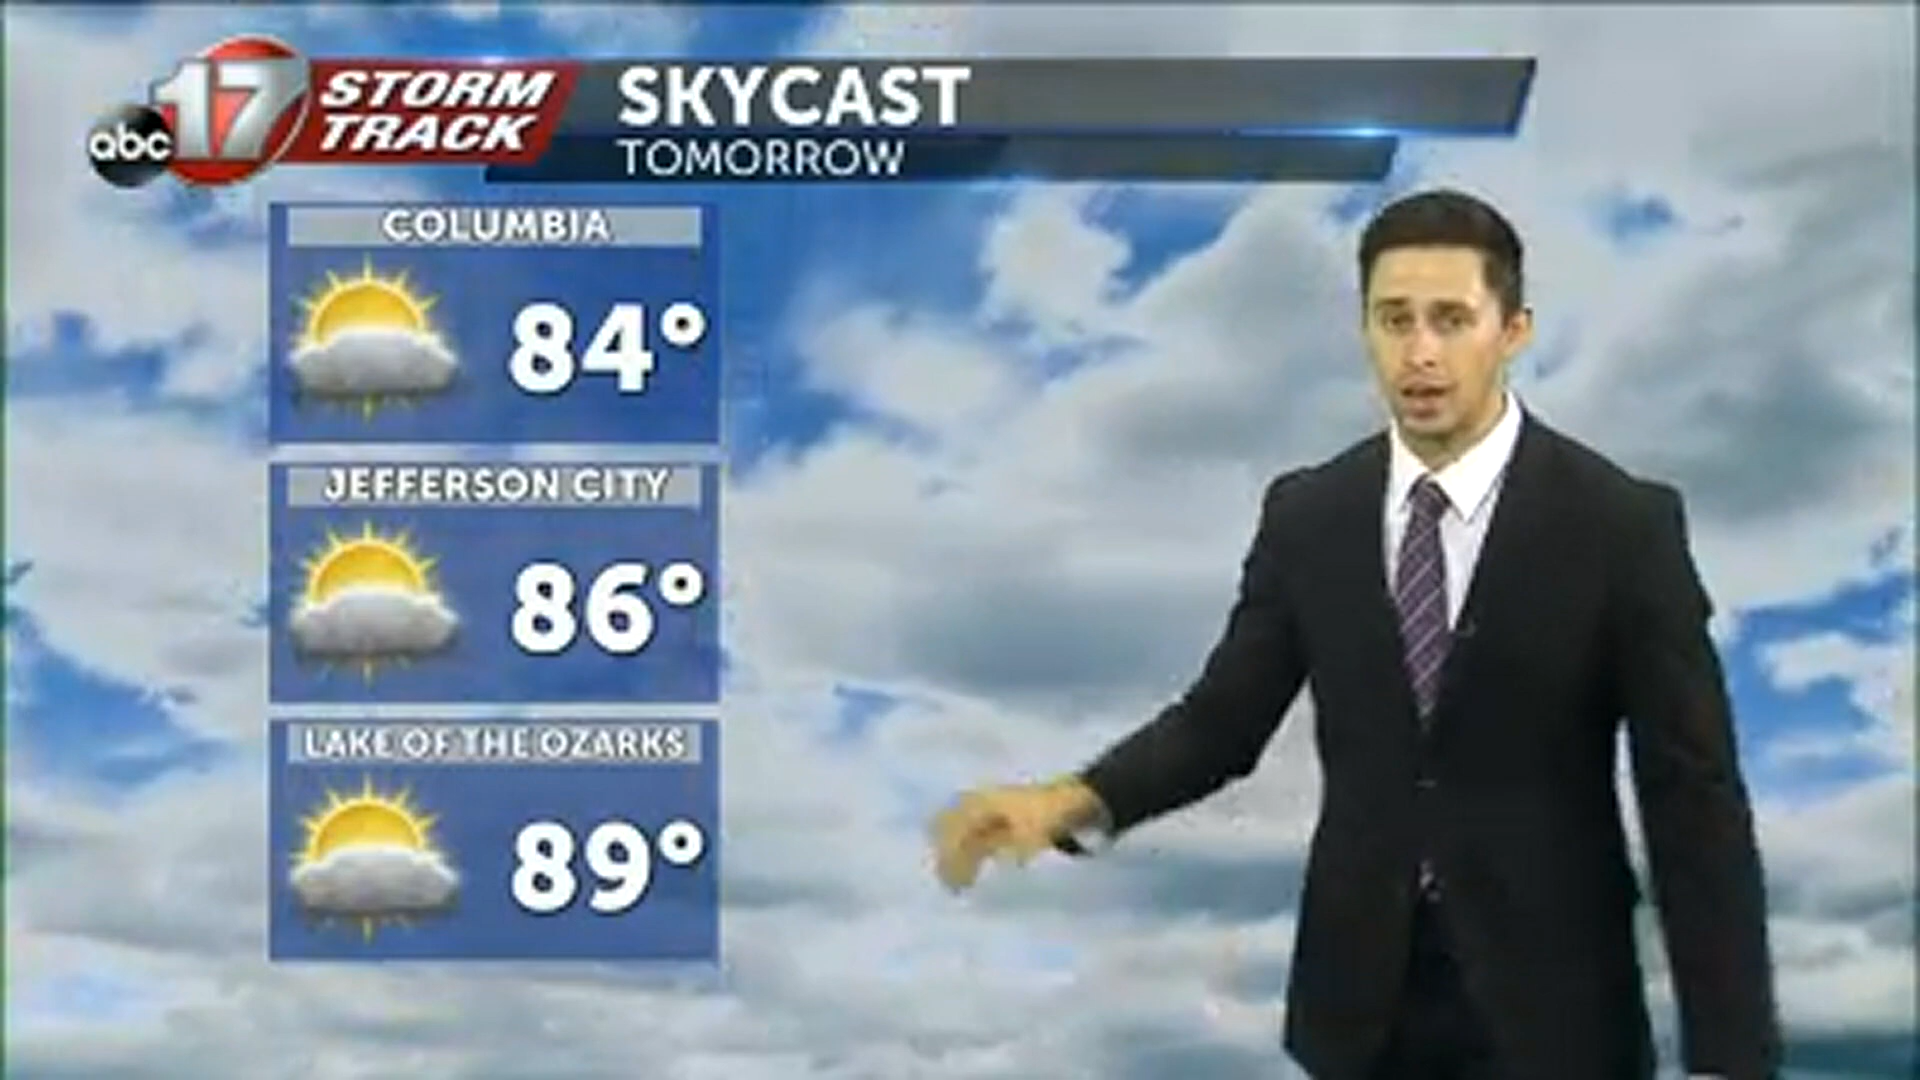 abc 17 STORM TRACK
SKYCAST
TOMORROW
COLUMBIA
84°
JEFFERSON CITY
86°
LAKE OF THE OZARKS
89°